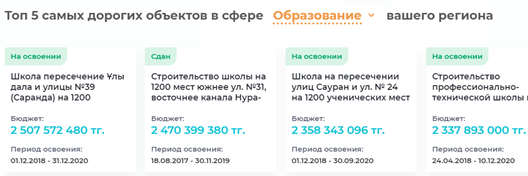 Топ 5 самых дорогих объектов в сфере Образование вашего региона
На освоении
Школа пересечение Ұлы
дала и улицы №39
(Саранда) на 1200
Бюджет:
2 507 572 480 тг.
Период освоения:
01.12.2018 - 31.12.2020
Сдан
Строительство школы на
1200 мест южнее ул. №31,
восточнее канала Нура-
Бюджет:
2 470 399 380 тг.
Период освоения:
18.08.2017 - 30.11.2019
На освоении
Школа на пересечении
улиц Сауран и ул. № 24
на 1200 ученических мест
Бюджет:
2 358 343 096 тг.
Период освоения:
01.12.2018 - 30.09.2020
На освоении
Строительство
профессионально-
технической школы
Бюджет:
2 337 893 000 тг.
Период освоения:
24.04.2018 - 10.12.2020